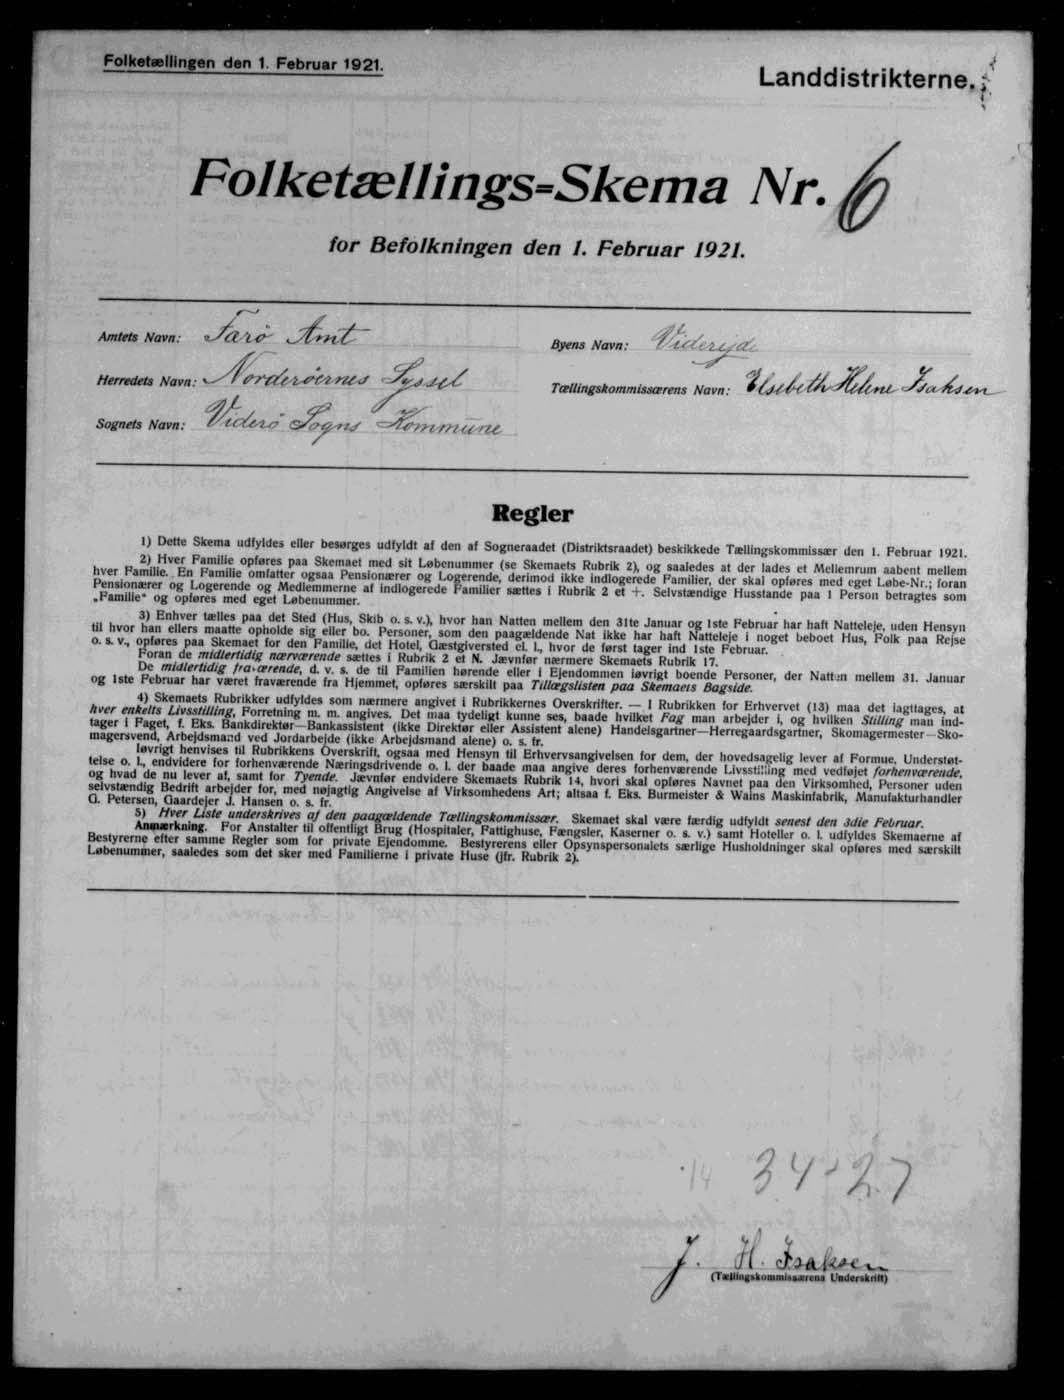 Folketællingen den 1. Februar 1921.
Landdistrikterne.
Folketællings=Skema Nr. 6
for Befolkningen den 1. Februar 1921.
Amtets Navn: Færø Amt
Byens Navn: Viderejde
Herredets Navn: Norderøernes Syssel
Tællingskommissærens Navn: Elsebeth Helene Isaksen
Sognets Navn: Viderø Sogns Kommune
Regler
1) Dette Skema udfyldes eller besørges udfyldt af den af Sogneraadet (Distriktsraadet) beskikkede Tællingskommissær den 1. Februar 1921.
2) Hver Familie opføres paa Skemaet med sit Løbenummer (se Skemaets Rubrik 2), og saaledes at der lades et Mellemrum aabent mellem
hver Familie. En Familie omfatter ogsaa Pensionærer og Logerende, derimod ikke indlogerede Familier, der skal opføres med eget Løbe-Nr.; foran
Pensionærer og Logerende og Medlemmerne af indlogerede Familier sættes i Rubrik 2 et +. Selvstændige Husstande paa 1 Person betragtes som
„Familie“ og opføres med eget Løbenummer.
3) Enhver tælles paa det Sted (Hus, Skib o. s. v.), hvor han Natten mellem den 31te Januar og 1ste Februar har haft Natteleje, uden Hensyn
til hvor han ellers maatte opholde sig eller bo. Personer, som den paagældende Nat ikke har haft Natteleje i noget beboet Hus, Folk paa Rejse
o. s. v., opføres paa Skemaet for den Familie, det Hotel, Gæstgiversted el. l., hvor de først tager ind 1ste Februar.
Foran de midlertidig nærværende sættes i Rubrik 2 et N. Jævnfør nærmere Skemaets Rubrik 17.
De midlertidig fraværende, d. v. s. de til Familien hørende eller i Ejendommen iøvrigt boende Personer, der Natten mellem 31. Januar
og 1ste Februar har været fraværende fra Hjemmet, opføres særskilt paa Tillægslisten paa Skemaets Bagside.
4) Skemaets Rubrikker udfyldes som nærmere angivet i Rubrikkernes Overskrifter. — I Rubrikken for Erhvervet (13) maa det iagttages, at
hver enkelts Livsstilling, Forretning m. m. angives. Det maa tydeligt kunne ses, baade hvilket Fag man arbejder i, og hvilken Stilling man ind-
tager i Faget, f. Eks. Bankdirektør—Bankassistent (ikke Direktør eller Assistent alene) Handelsgartner—Herregaardsgartner, Skomagermester—Sko-
magersvend, Arbejdsmand ved Jordarbejde (ikke Arbejdsmand alene) o. s. fr.
Iøvrigt henvises til Rubrikkens Overskrift, ogsaa med Hensyn til Erhvervsangivelsen for dem, der hovedsagelig lever af Formue, Understøt-
telse o. l., endvidere for forhenværende Næringsdrivende o. l. der baade maa angive deres forhenværende Livsstilling med vedføjet forhenværende,
og hvad de nu lever af, samt for Tyende. Jævnfør endvidere Skemaets Rubrik 14, hvori skal opføres Navnet paa den Virksomhed, Personer uden
selvstændig Bedrift arbejder for, med nøjagtig Angivelse af Virksomhedens Art; altsaa f. Eks. Burmeister & Wains Maskinfabrik, Manufakturhandler
G. Petersen, Gaardejer J. Hansen o. s. fr.
5) Hver Liste underskrives af den paagældende Tællingskommissær. Skemaet skal være færdig udfyldt senest den 3die Februar.
Anmærkning. For Anstalter til offentligt Brug (Hospitaler, Fattighuse, Fængsler, Kaserner o. s. v.) samt Hoteller o. l. udfyldes Skemaerne af
Bestyrerne efter samme Regler som for private Ejendomme. Bestyrerens eller Opsynspersonalets særlige Husholdninger skal opføres med særskilt
Løbenummer, saaledes som det sker med Familierne i private Huse (jfr. Rubrik 2).
14 34-27
J. H. Isaksen
(Tællingskommissærens Underskrift)